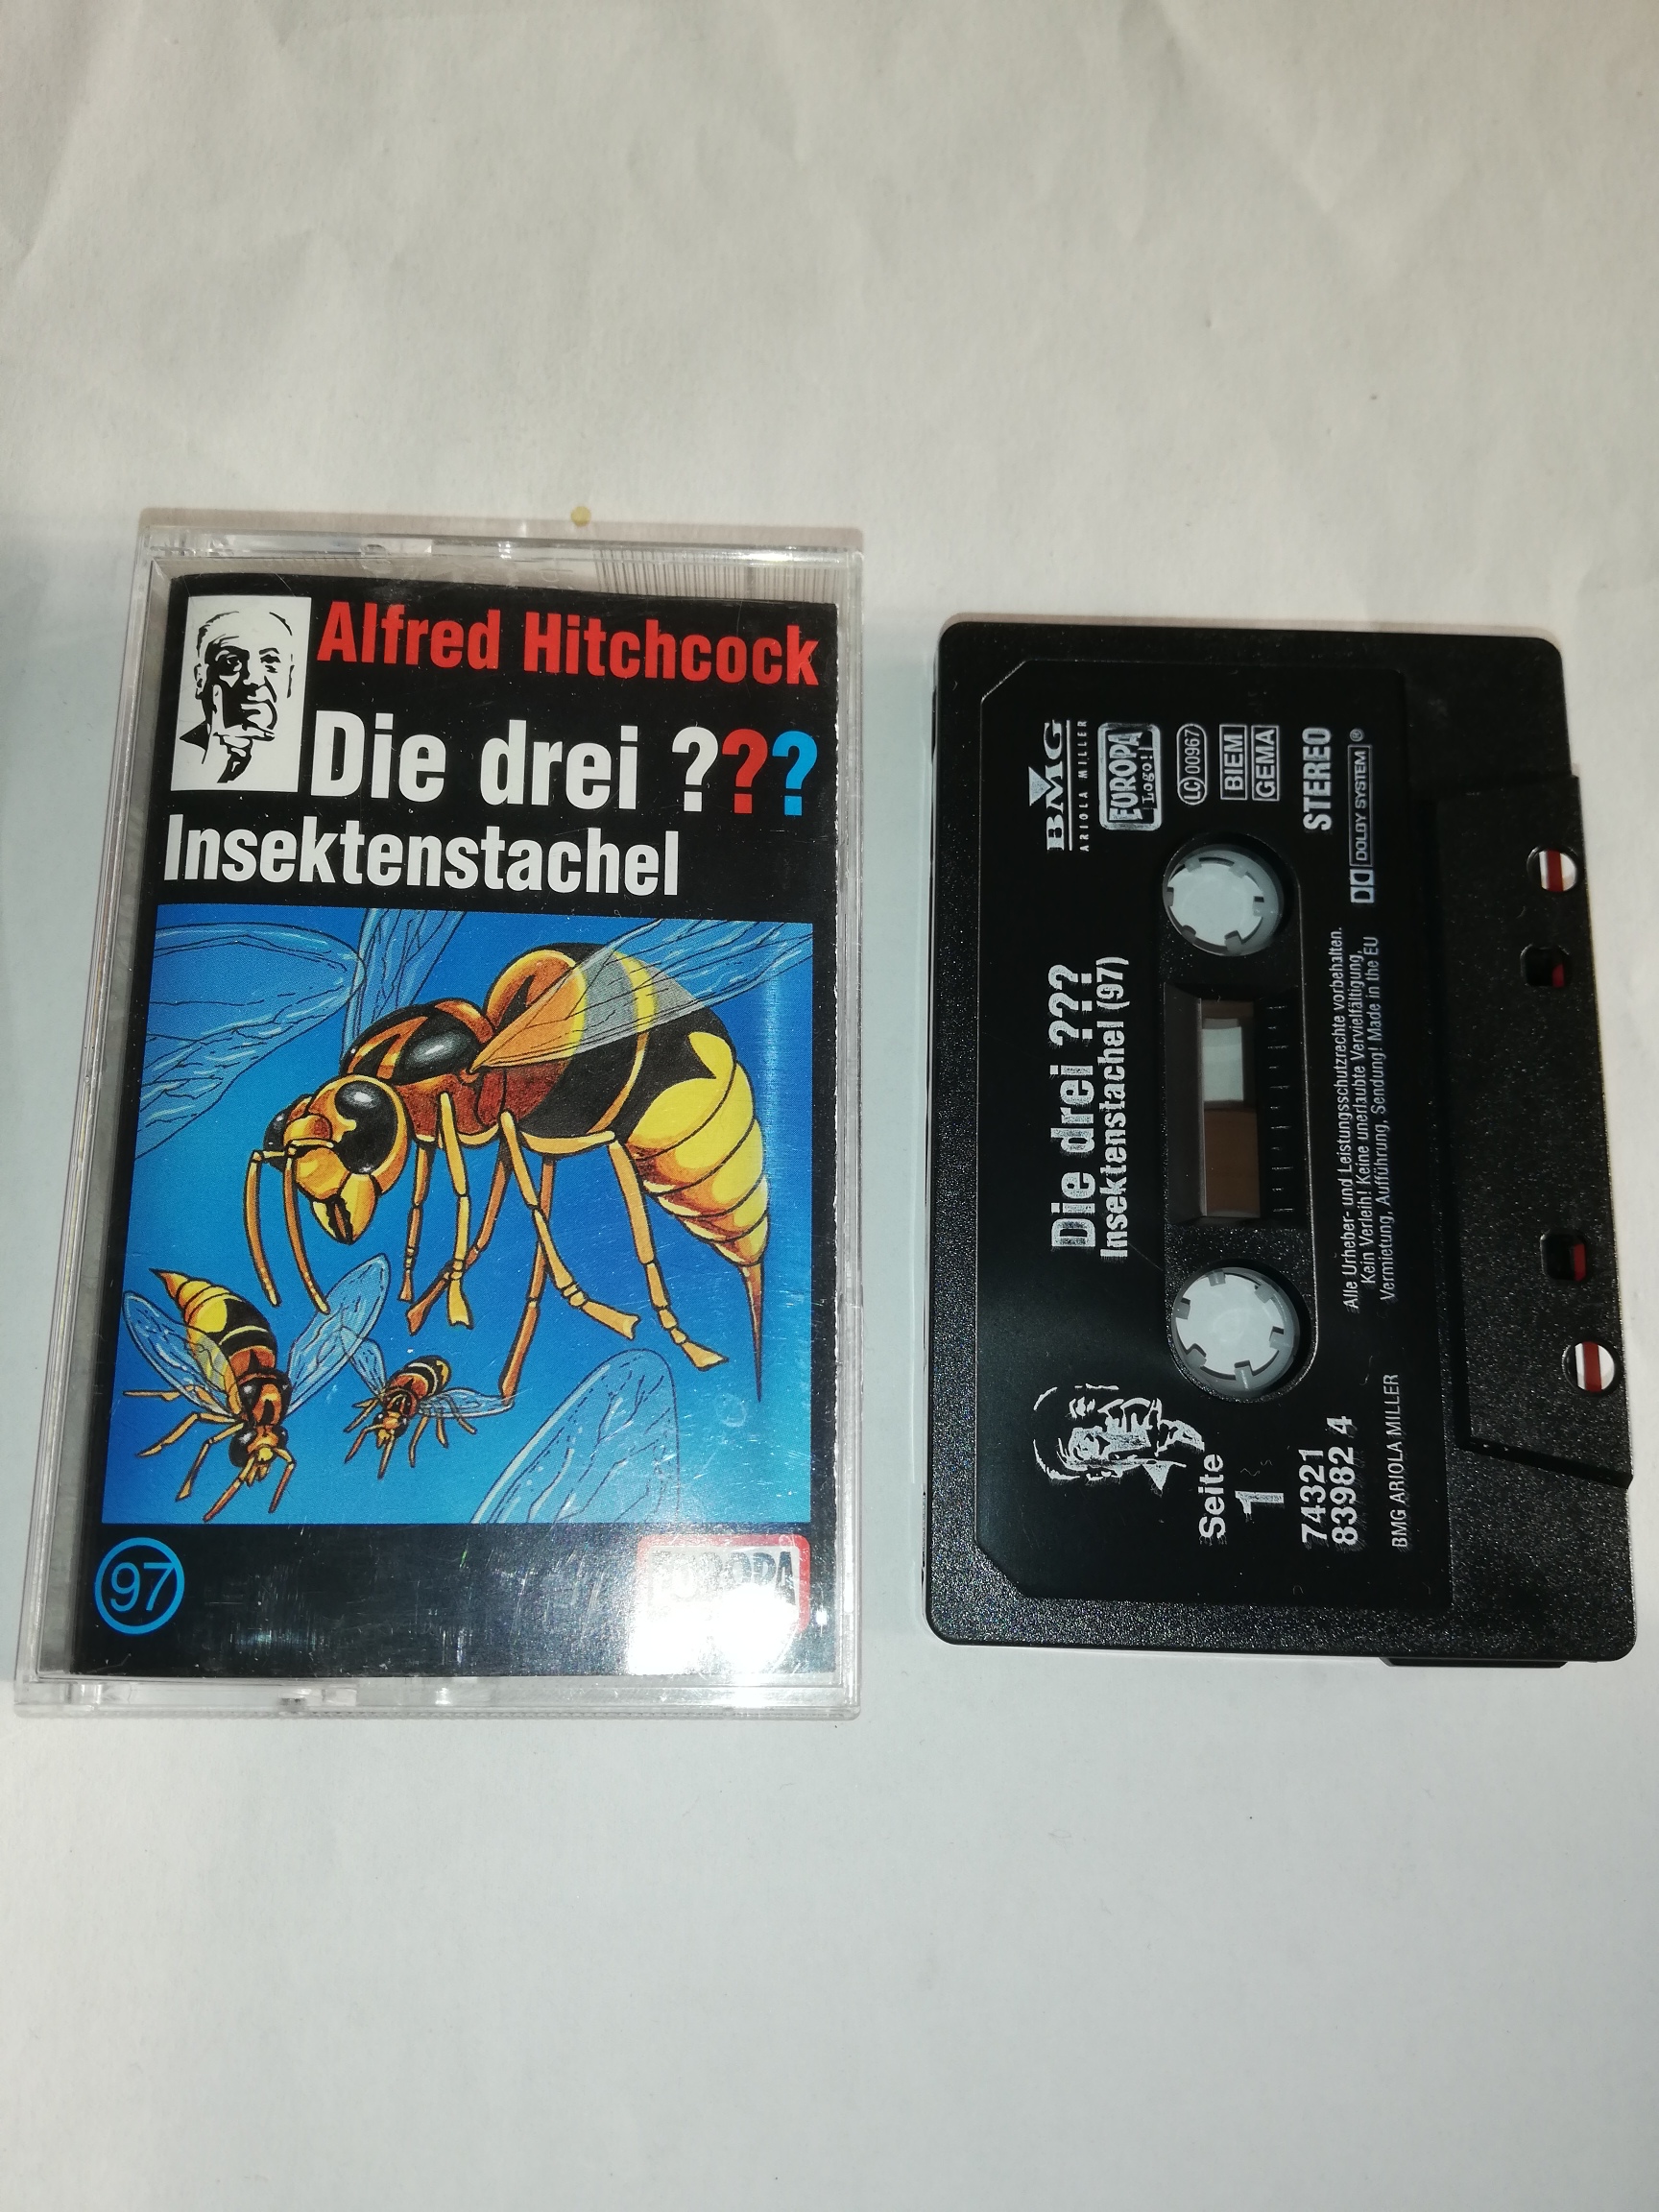 Alfred Hitchcock
Die drei ???
Insektenstachel
97
EUROPA
BMG
ARIOLA MILLER
EUROPA
Logo!
LC 00967
BIEM
GEMA
STEREO
DOLBY SYSTEM®
Die drei ???
Insektenstachel (97)
Seite
1
74321
83982 4
Alle Urheber- und Leistungsschutzrechte vorbehalten.
Kein Verleih! Keine unerlaubte Vervielfältigung,
Vermietung, Aufführung, Sendung! Made in the EU
BMG ARIOLA MILLER